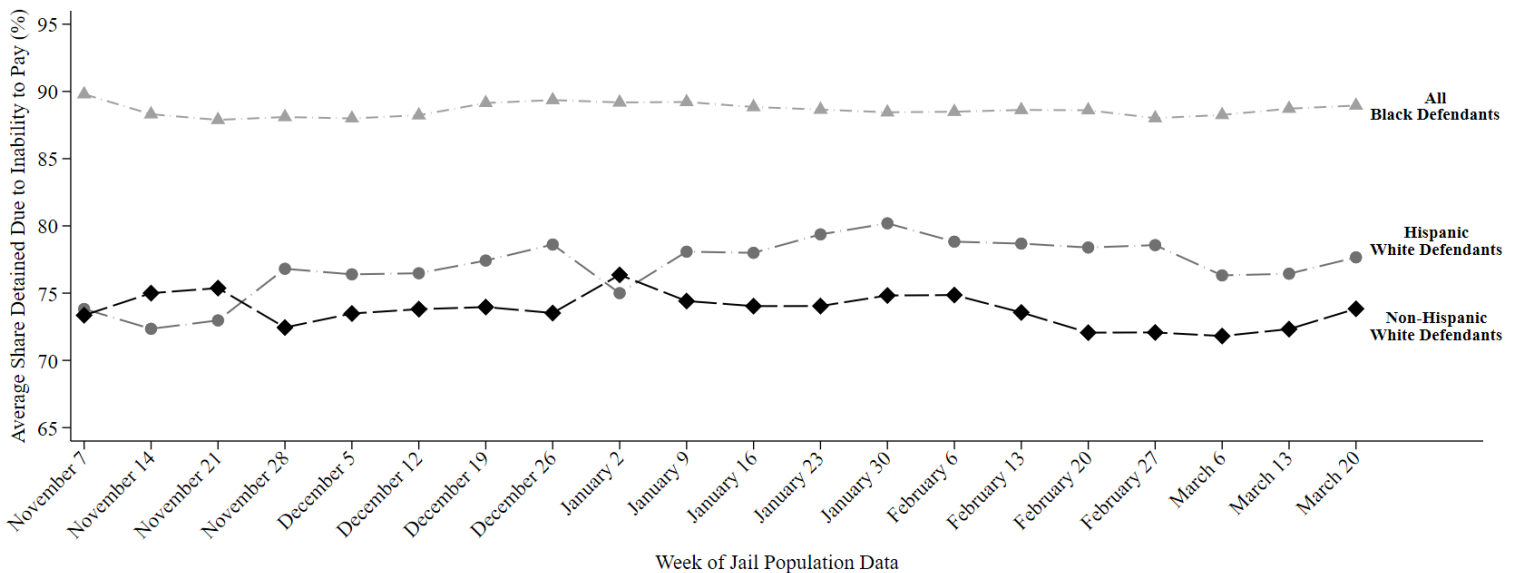 Average Share Detained Due to Inability to Pay (%)
95
90
85
80
75
70
65
All
Black Defendants
Hispanic
White Defendants
Non-Hispanic
White Defendants
November 7
November 14
November 21
November 28
December 5
December 12
December 19
December 26
January 2
January 9
January 16
January 23
January 30
February 6
February 13
February 20
February 27
March 6
March 13
March 20
Week of Jail Population Data